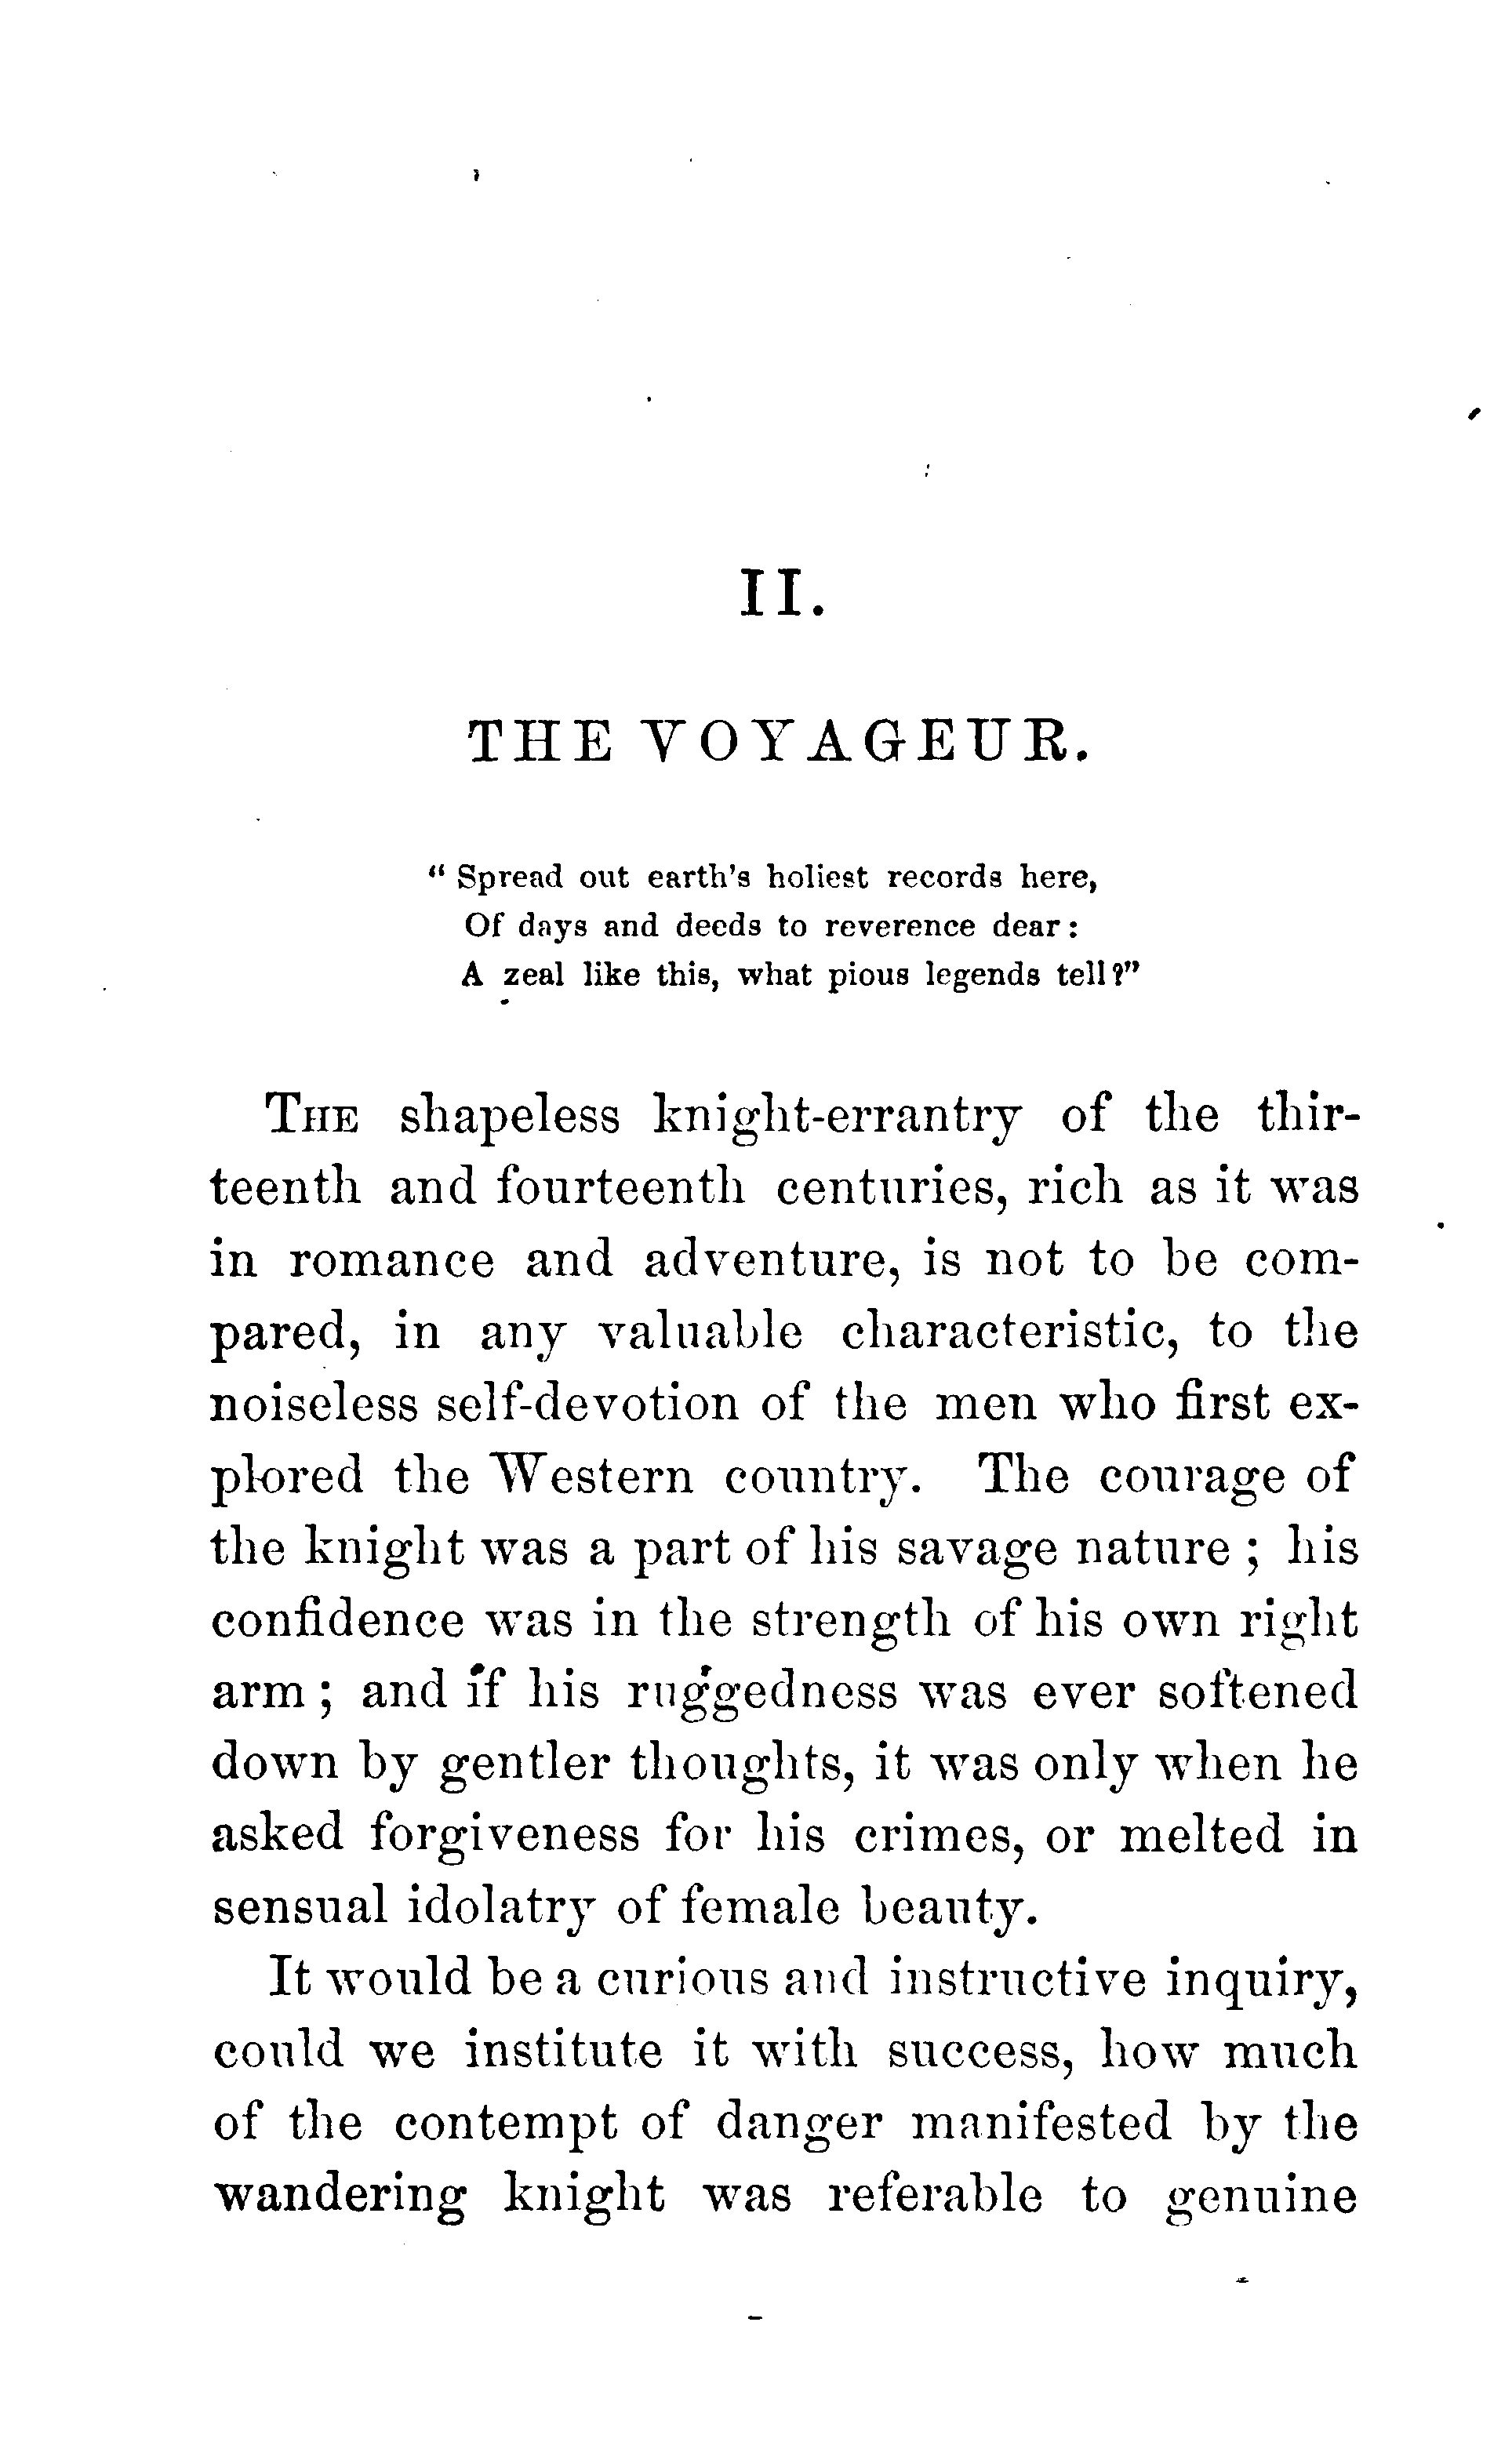 II.
THE VOYAGEUR.
" Spread out earth's holiest records here,
Of days and deeds to reverence dear:
A zeal like this, what pious legends tell?"
THE shapeless knight-errantry of the thir-
teenth and fourteenth centuries, rich as it was
in romance and adventure, is not to be com-
pared, in any valuable characteristic, to the
noiseless self-devotion of the men who first ex-
plored the Western country. The courage of
the knight was a part of his savage nature ; his
confidence was in the strength of his own right
arm ; and if his ruggedness was ever softened
down by gentler thoughts, it was only when he
asked forgiveness for his crimes, or melted in
sensual idolatry of female beauty.
It would be a curious and instructive inquiry,
could we institute it with success, how much
of the contempt of danger manifested by the
wandering knight was referable to genuine